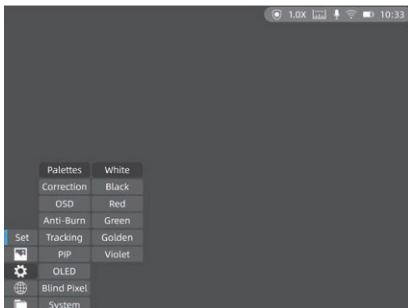 1.0X 10:33
Palettes White
Correction Black
OSD Red
Anti-Burn Green
Set Tracking Golden
PIP Violet
OLED
Blind Pixel
System